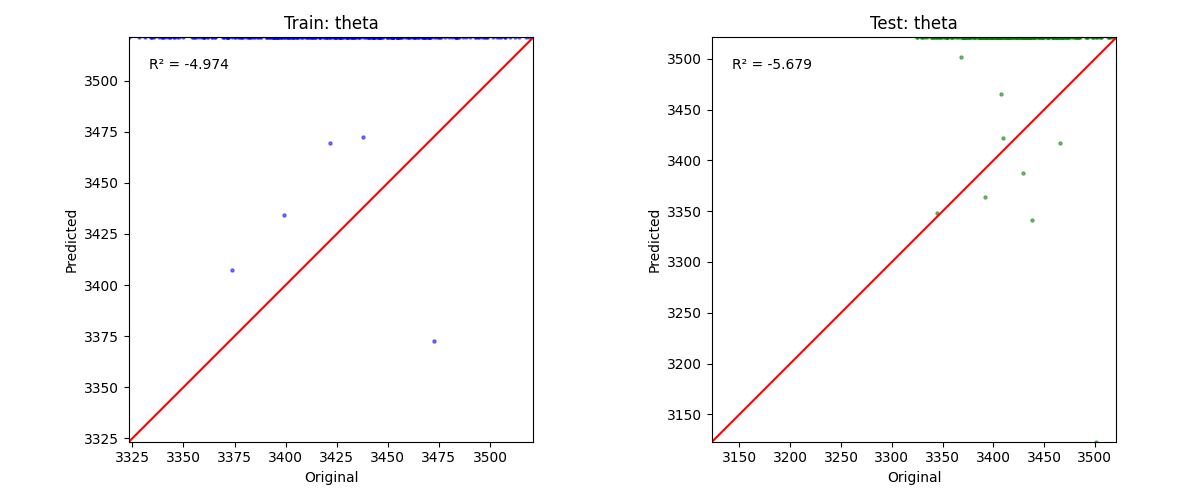 Train: theta
R² = -4.974
3500
3475
3450
3425
3400
3375
3350
3325
Predicted
3325 3350 3375 3400 3425 3450 3475 3500
Original
Test: theta
R² = -5.679
3500
3450
3400
3350
3300
3250
3200
3150
Predicted
3150 3200 3250 3300 3350 3400 3450 3500
Original